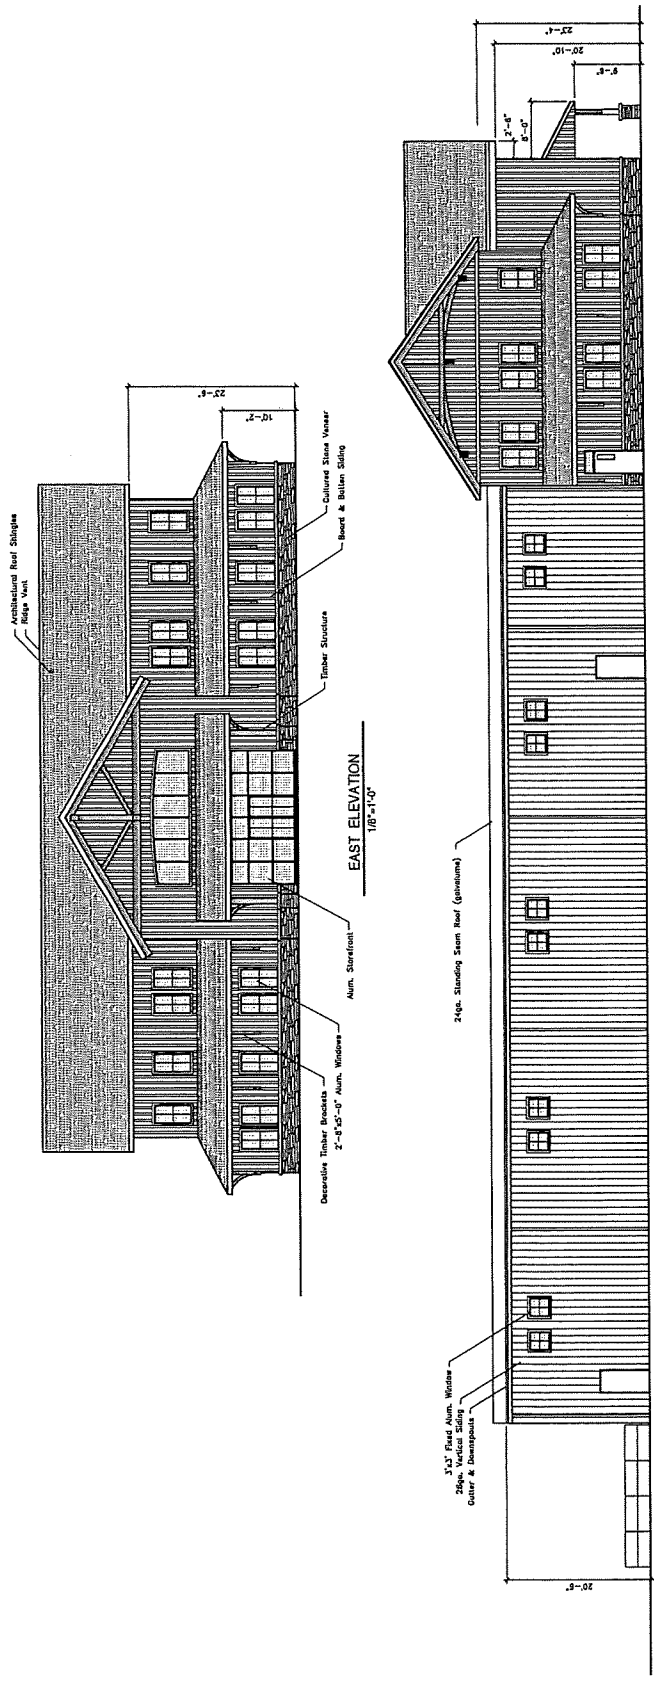 Architectural Roof Shingles
Ridge Vent
23'-6"
10'-2"
Cultured Stone Veneer
Board & Batten Siding
Timber Structure
Alum. Storefront
2'-8"x5'-0" Alum. Windows
Decorative Timber Brackets
EAST ELEVATION
1/8"=1'-0"
23'-4"
20'-10"
9'-8"
2'-6"
8'-0"
24ga. Standing Seam Roof (galvalume)
3'x3' Fixed Alum. Window
26ga. Vertical Siding
Gutter & Downspouts
20'-6"